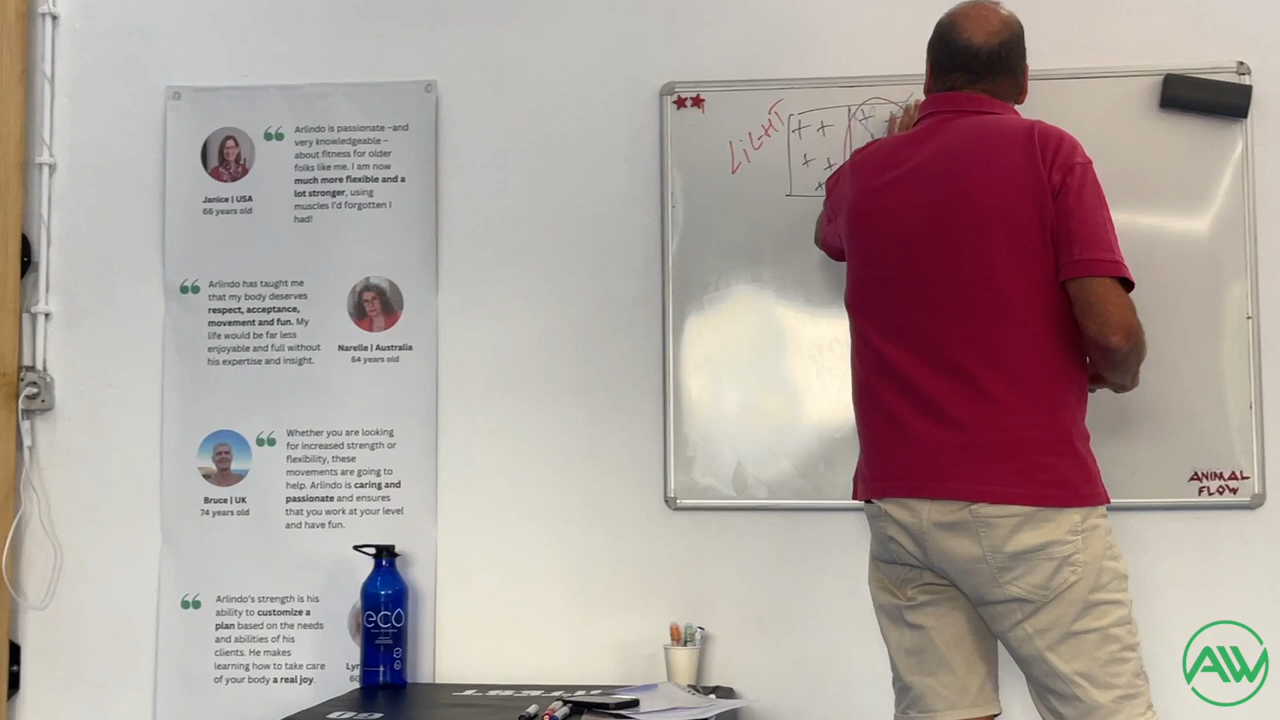 Arlindo is passionate –and
very knowledgeable –
about fitness for older
folks like me. I am now
much more flexible and a
lot stronger, using
muscles I'd forgotten I
had!
Janice | USA
66 years old
Arlindo has taught me
that my body deserves
respect, acceptance,
movement and fun. My
life would be far less
enjoyable and full without
his expertise and insight.
Narelle | Australia
64 years old
Whether you are looking
for increased strength or
flexibility, these
movements are going to
help. Arlindo is caring and
passionate and ensures
that you work at your level
and have fun.
Bruce | UK
74 years old
Arlindo's strength is his
ability to customize a
plan based on the needs
and abilities of his
clients. He makes
learning how to take care
of your body a real joy.
eco
ANIMAL
FLOW
AW